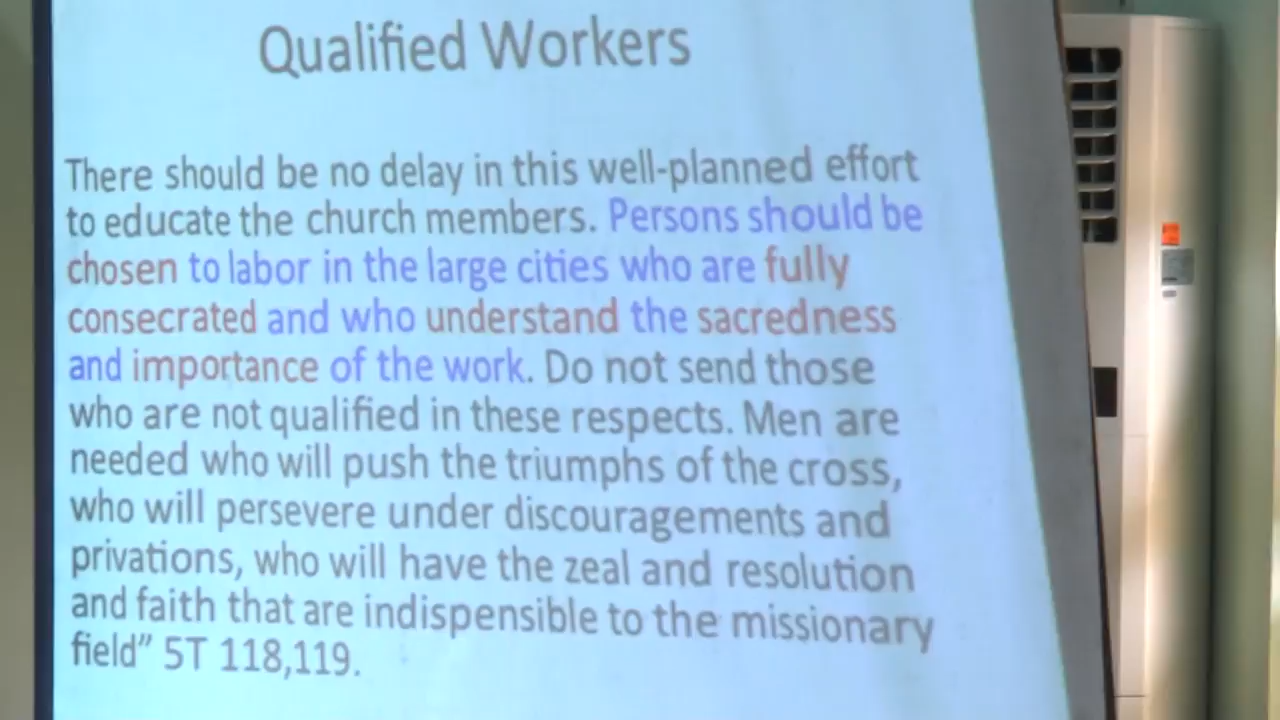 Qualified Workers
There should be no delay in this well-planned effort
to educate the church members. Persons should be
chosen to labor in the large cities who are fully
consecrated and who understand the sacredness
and importance of the work. Do not send those
who are not qualified in these respects. Men are
needed who will push the triumphs of the cross,
who will persevere under discouragements and
privations, who will have the zeal and resolution
and faith that are indispensible to the missionary
field” 5T 118,119.